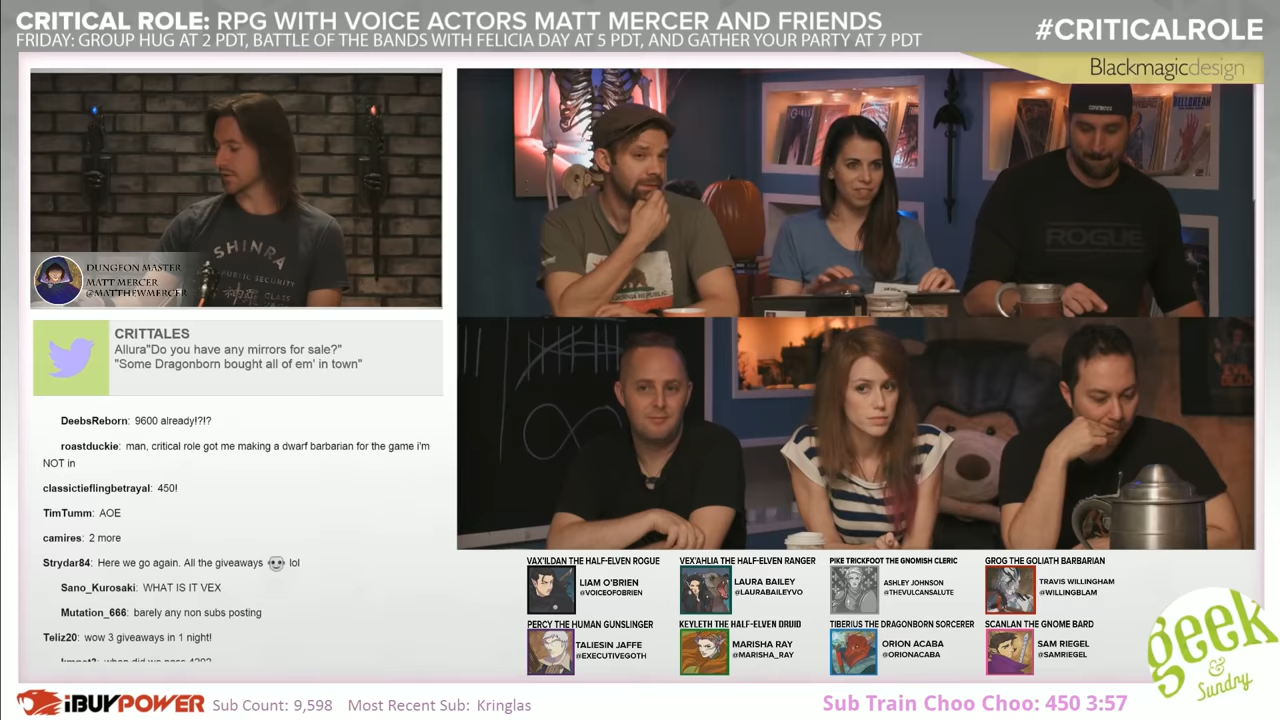 CRITICAL ROLE: RPG WITH VOICE ACTORS MATT MERCER AND FRIENDS
FRIDAY: GROUP HUG AT 2 PDT, BATTLE OF THE BANDS WITH FELICIA DAY AT 5 PDT, AND GATHER YOUR PARTY AT 7 PDT
#CRITICALROLE
Blackmagicdesign
SHINRA
PUBLIC SECURITY
CLASS
DUNGEON MASTER
MATT MERCER
@MATTHEWMERCER
COWBOYS
ROGUE
EVIL
DEAD
CRITTALES
Allura"Do you have any mirrors for sale?"
"Some Dragonborn bought all of em' in town"
DeebsReborn: 9600 already!?!?
roastduckie: man, critical role got me making a dwarf barbarian for the game i'm
NOT in
classictieflingbetrayal: 450!
TimTumm: AOE
camires: 2 more
Strydar84: Here we go again. All the giveaways lol
Sano_Kurosaki: WHAT IS IT VEX
Mutation_666: barely any non subs posting
Teliz20: wow 3 giveaways in 1 night!
VAX'ILDAN THE HALF-ELVEN ROGUE
LIAM O'BRIEN
@VOICEOFOBRIEN
VEX'AHLIA THE HALF-ELVEN RANGER
LAURA BAILEY
@LAURABAILEYVO
PIKE TRICKFOOT THE GNOMISH CLERIC
ASHLEY JOHNSON
@THEVULCANSALUTE
GROG THE GOLIATH BARBARIAN
TRAVIS WILLINGHAM
@WILLINGBLAM
PERCY THE HUMAN GUNSLINGER
TALIESIN JAFFE
@EXECUTIVEGOTH
KEYLETH THE HALF-ELVEN DRUID
MARISHA RAY
@MARISHA_RAY
TIBERIUS THE DRAGONBORN SORCERER
ORION ACABA
@ORIONACABA
SCANLAN THE GNOME BARD
SAM RIEGEL
@SAMRIEGEL
geek
&
Sundry
iBUYPOWER
Sub Count: 9,598 Most Recent Sub: Kringlas
Sub Train Choo Choo: 450 3:57